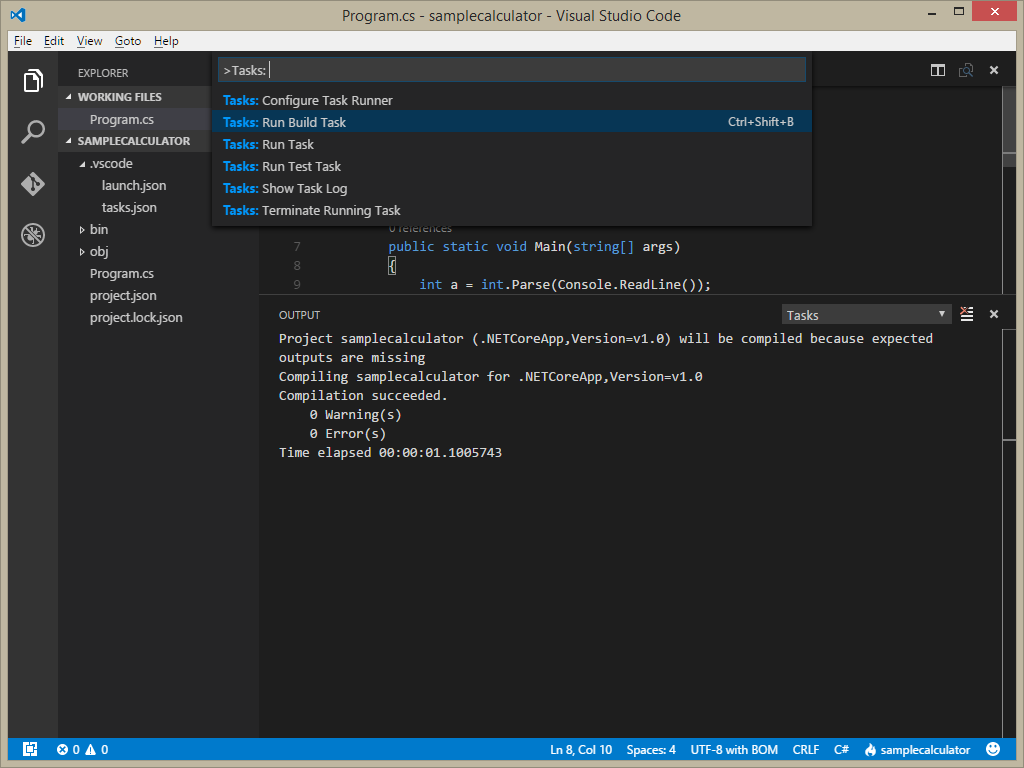 Program.cs - samplecalculator - Visual Studio Code
File Edit View Goto Help
EXPLORER
WORKING FILES
Program.cs
SAMPLECALCULATOR
.vscode
launch.json
tasks.json
bin
obj
Program.cs
project.json
project.lock.json
>Tasks:
Tasks: Configure Task Runner
Tasks: Run Build Task Ctrl+Shift+B
Tasks: Run Task
Tasks: Run Test Task
Tasks: Show Task Log
Tasks: Terminate Running Task
0 references
7 public static void Main(string[] args)
8 {
9 int a = int.Parse(Console.ReadLine());
OUTPUT Tasks
Project samplecalculator (.NETCoreApp,Version=v1.0) will be compiled because expected
outputs are missing
Compiling samplecalculator for .NETCoreApp,Version=v1.0
Compilation succeeded.
0 Warning(s)
0 Error(s)
Time elapsed 00:00:01.1005743
0 0 Ln 8, Col 10 Spaces: 4 UTF-8 with BOM CRLF C# samplecalculator